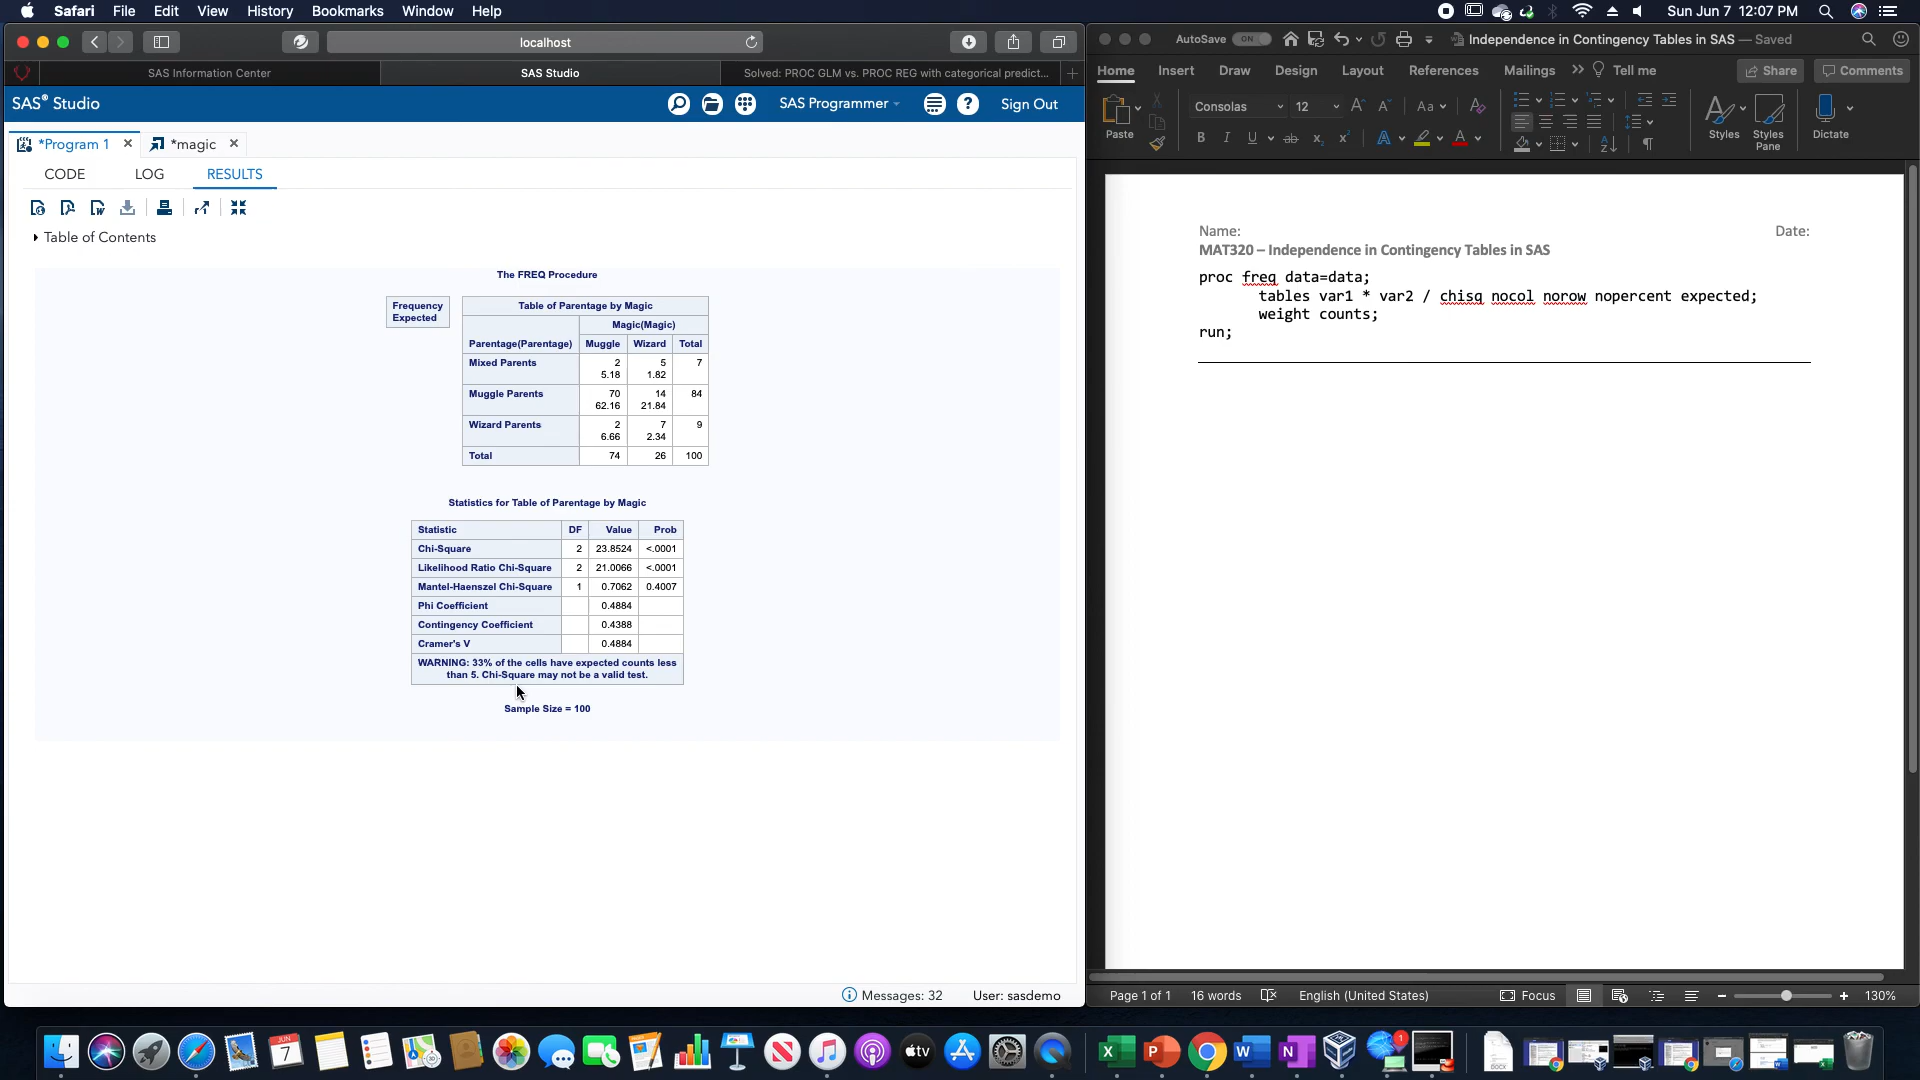 Safari File Edit View History Bookmarks Window Help
Sun Jun 7 12:07 PM
localhost
SAS Information Center
SAS Studio
Solved: PROC GLM vs. PROC REG with categorical predict...
SAS® Studio
SAS Programmer
Sign Out
*Program 1
*magic
CODE LOG RESULTS
Table of Contents
The FREQ Procedure
Frequency
Expected
Table of Parentage by Magic
Magic(Magic)
Parentage(Parentage) Muggle Wizard Total
Mixed Parents 2 5 7
5.18 1.82
Muggle Parents 70 14 84
62.16 21.84
Wizard Parents 2 7 9
6.66 2.34
Total 74 26 100
Statistics for Table of Parentage by Magic
Statistic DF Value Prob
Chi-Square 2 23.8524 <.0001
Likelihood Ratio Chi-Square 2 21.0066 <.0001
Mantel-Haenszel Chi-Square 1 0.7062 0.4007
Phi Coefficient 0.4884
Contingency Coefficient 0.4388
Cramer's V 0.4884
WARNING: 33% of the cells have expected counts less
than 5. Chi-Square may not be a valid test.
Sample Size = 100
Messages: 32
User: sasdemo
AutoSave ON
Independence in Contingency Tables in SAS — Saved
Home Insert Draw Design Layout References Mailings Tell me
Share
Comments
Paste
Consolas 12
Styles
Styles
Pane
Dictate
Name: Date:
MAT320 – Independence in Contingency Tables in SAS
proc freq data=data;
tables var1 * var2 / chisq nocol norow nopercent expected;
weight counts;
run;
Page 1 of 1 16 words English (United States) Focus 130%